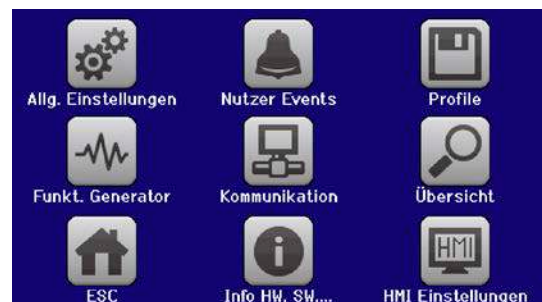 Allg. Einstellungen
Nutzer Events
Profile
Funkt. Generator
Kommunikation
Übersicht
HMI
ESC
Info HW, SW....
HMI Einstellungen